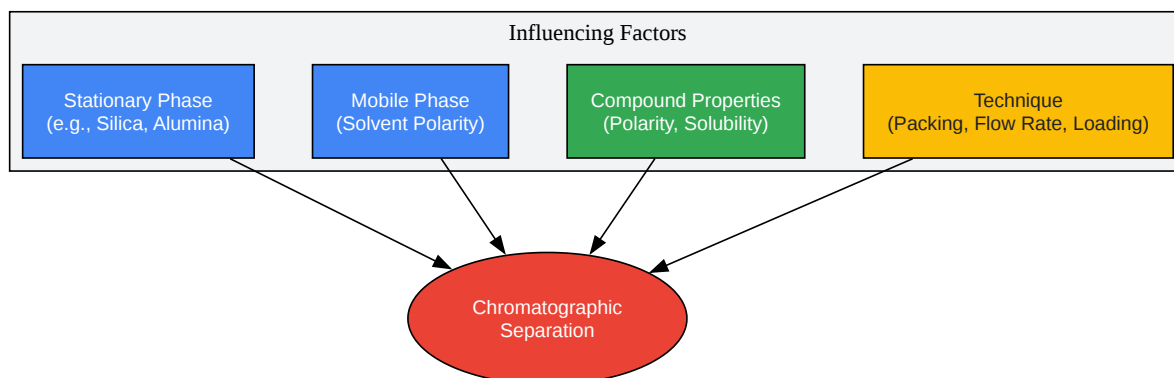 Influencing Factors
Stationary Phase
(e.g., Silica, Alumina)
Mobile Phase
(Solvent Polarity)
Compound Properties
(Polarity, Solubility)
Technique
(Packing, Flow Rate, Loading)
Chromatographic
Separation